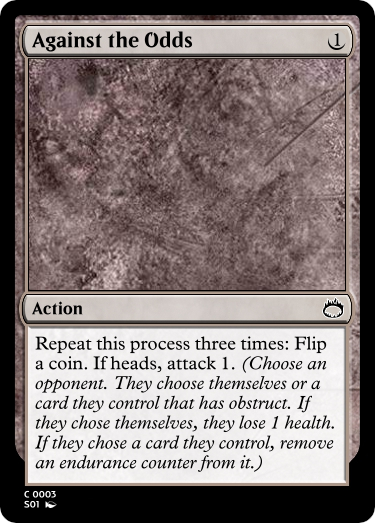 Against the Odds 1
Action
Repeat this process three times: Flip
a coin. If heads, attack 1. (Choose an
opponent. They choose themselves or a
card they control that has obstruct. If
they chose themselves, they lose 1 health.
If they chose a card they control, remove
an endurance counter from it.)
C 0003
S01